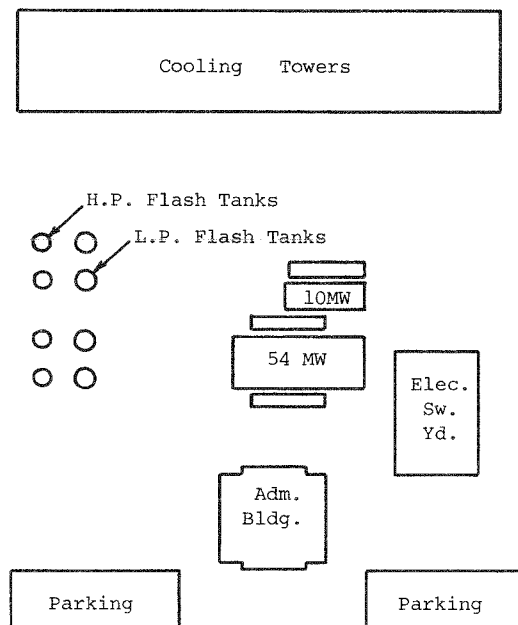 Cooling Towers
H.P. Flash Tanks
L.P. Flash Tanks
10MW
54 MW
Elec.
Sw.
Yd.
Adm.
Bldg.
Parking
Parking